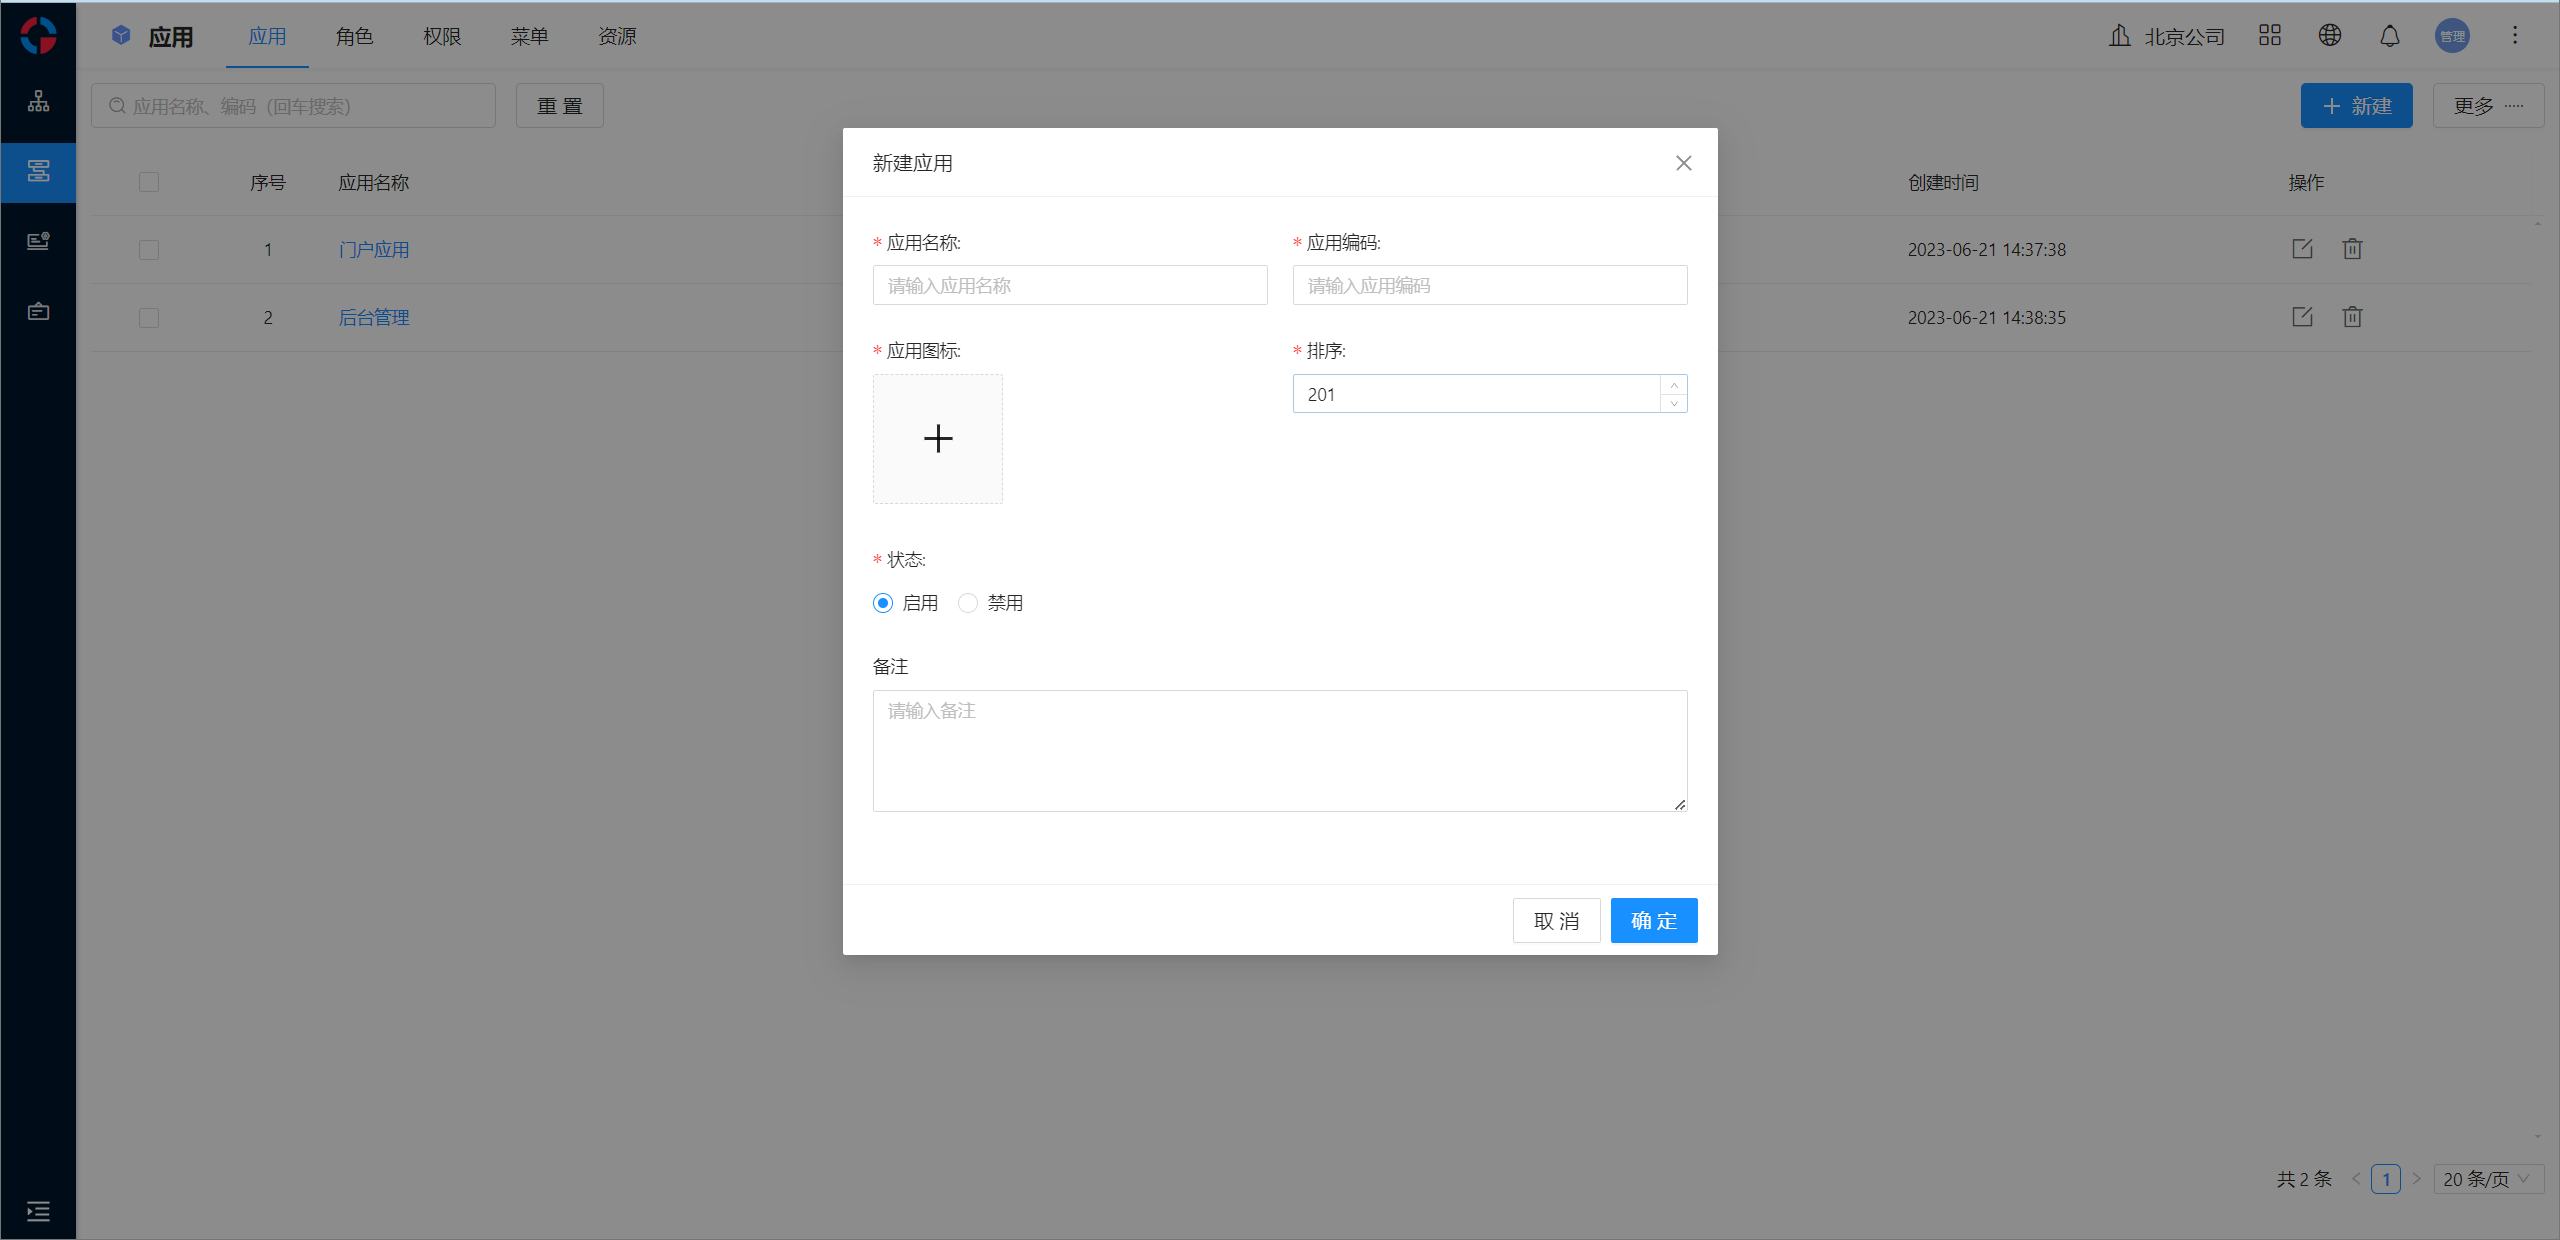 应用
应用 角色 权限 菜单 资源
北京公司
管理
应用名称、编码（回车搜索）
重 置
新建
更多
序号 应用名称 创建时间 操作
1 门户应用 2023-06-21 14:37:38
2 后台管理 2023-06-21 14:38:35
新建应用
* 应用名称: * 应用编码:
请输入应用名称 请输入应用编码
* 应用图标: * 排序:
201
* 状态:
启用 禁用
备注
请输入备注
取 消 确 定
共 2 条 1 20 条/页